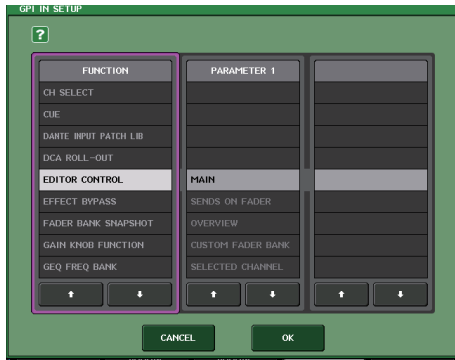 GPI IN SETUP
?
FUNCTION
CH SELECT
CUE
DANTE INPUT PATCH LIB
DCA ROLL-OUT
EDITOR CONTROL
EFFECT BYPASS
FADER BANK SNAPSHOT
GAIN KNOB FUNCTION
GEQ FREQ BANK
PARAMETER 1
MAIN
SENDS ON FADER
OVERVIEW
CUSTOM FADER BANK
SELECTED CHANNEL
CANCEL
OK